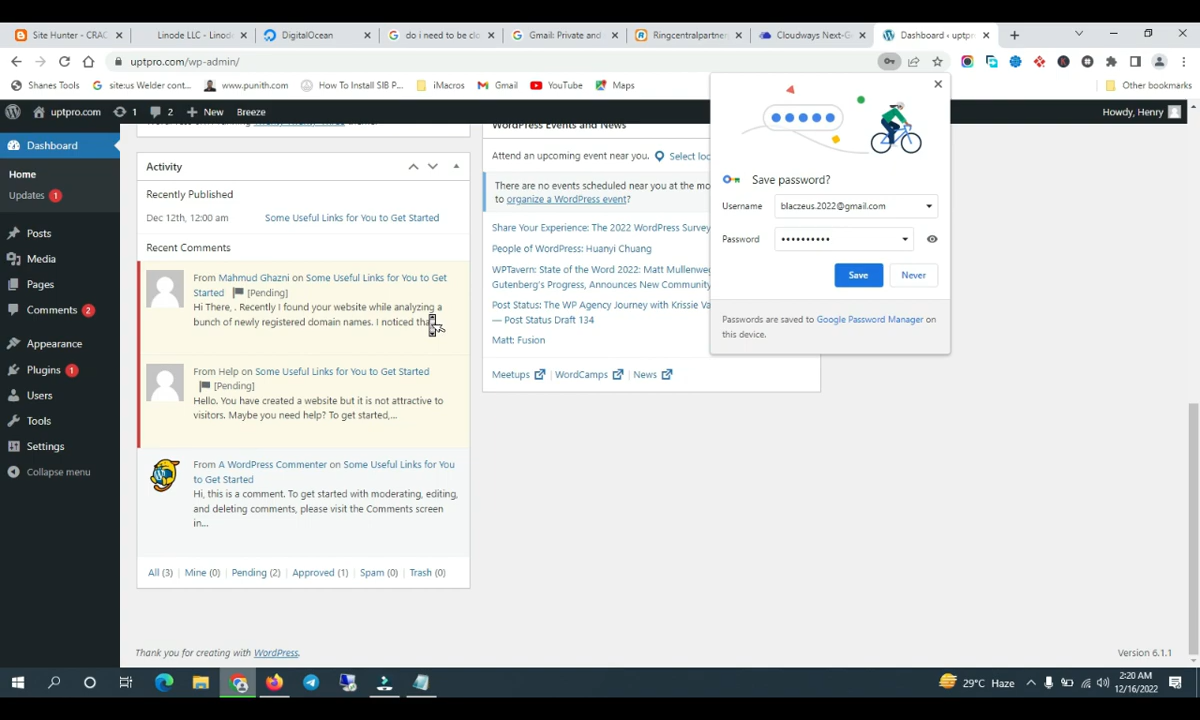 Site Hunter - CRAC
Linode LLC - Linod
DigitalOcean
do i need to be clo
Gmail: Private and
Ringcentralpartner
Cloudways Next-G
Dashboard ‹ uptpro
uptpro.com/wp-admin/
Shanes Tools
site:us Welder cont...
www.punith.com
How To Install SIB P...
iMacros
Gmail
YouTube
Maps
Other bookmarks
uptpro.com
1
2
New
Breeze
Howdy, Henry
Dashboard
Home
Updates 1
Posts
Media
Pages
Comments 2
Appearance
Plugins 1
Users
Tools
Settings
Collapse menu
Activity
Recently Published
Dec 12th, 12:00 am Some Useful Links for You to Get Started
Recent Comments
From Mahmud Ghazni on Some Useful Links for You to Get
Started [Pending]
Hi There, . Recently I found your website while analyzing a
bunch of newly registered domain names. I noticed
From Help on Some Useful Links for You to Get Started
[Pending]
Hello. You have created a website but it is not attractive to
visitors. Maybe you need help? To get started,...
From A WordPress Commenter on Some Useful Links for You
to Get Started
Hi, this is a comment. To get started with moderating, editing,
and deleting comments, please visit the Comments screen
in...
All (3) | Mine (0) | Pending (2) | Approved (1) | Spam (0) | Trash (0)
WordPress Events and News
Attend an upcoming event near you. Select loc
There are no events scheduled near you at the mo
to organize a WordPress event?
Share Your Experience: The 2022 WordPress Survey
People of WordPress: Huanyi Chuang
WPTavern: State of the Word 2022: Matt Mullenweg
Gutenberg's Progress, Announces New Community
Post Status: The WP Agency Journey with Krissie Va
— Post Status Draft 134
Matt: Fusion
Meetups | WordCamps | News
Save password?
Username blaczeus.2022@gmail.com
Password ••••••••••
Save
Never
Passwords are saved to Google Password Manager on
this device.
Thank you for creating with WordPress.
Version 6.1.1
29°C Haze
2:20 AM
12/16/2022